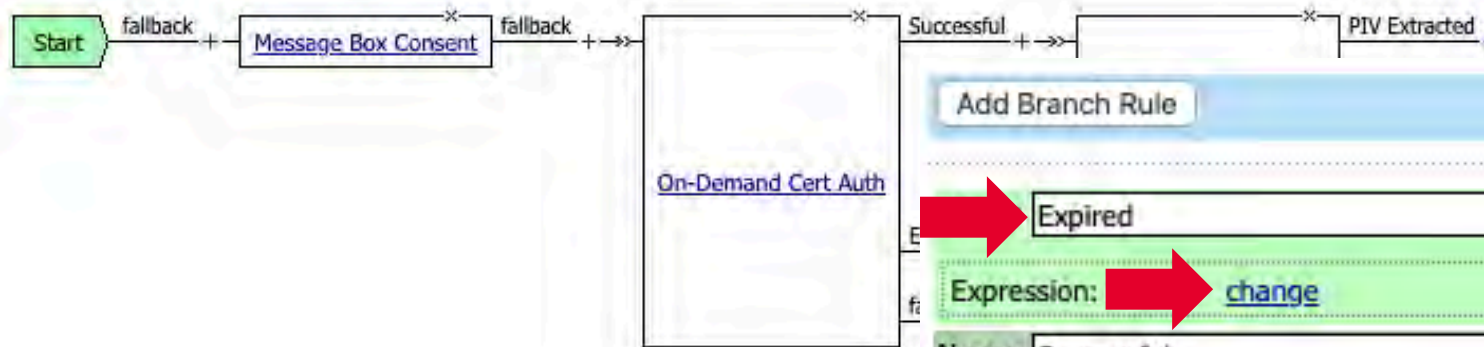 Start
fallback
Message Box Consent
fallback
On-Demand Cert Auth
Successful
PIV Extracted
Add Branch Rule
Expired
Expression: change